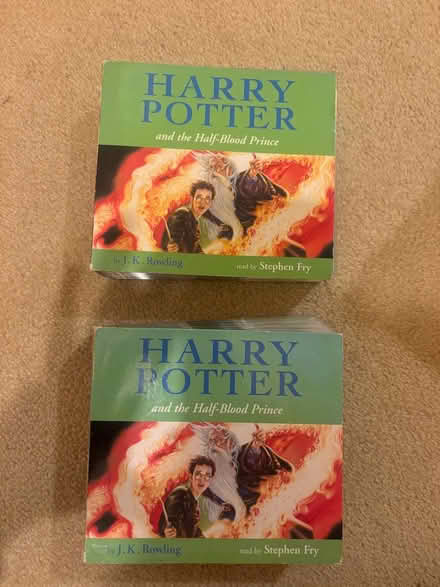 HARRY
POTTER
and the Half-Blood Prince
by J. K. Rowling
read by Stephen Fry
HARRY
POTTER
and the Half-Blood Prince
by J. K. Rowling
read by Stephen Fry